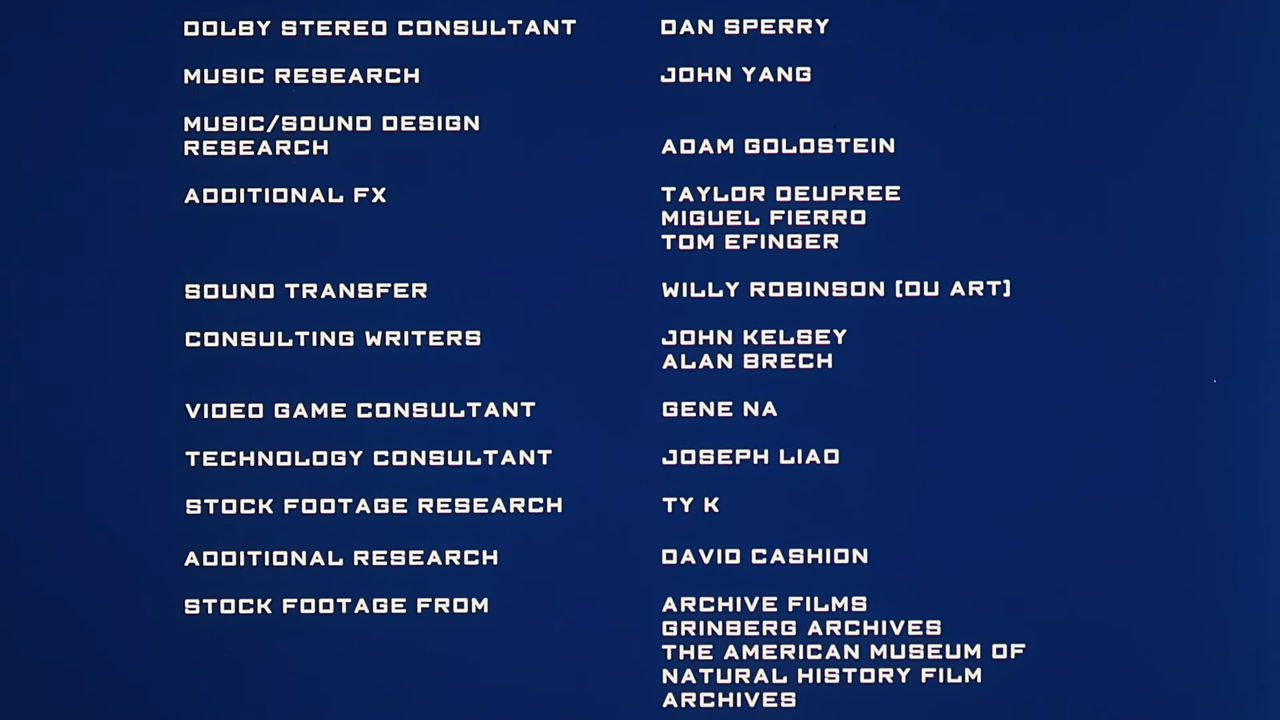 DOLBY STEREO CONSULTANT DAN SPERRY
MUSIC RESEARCH JOHN YANG
MUSIC/SOUND DESIGN
RESEARCH ADAM GOLDSTEIN
ADDITIONAL FX TAYLOR DEUPREE
MIGUEL FIERRO
TOM EFINGER
SOUND TRANSFER WILLY ROBINSON [DU ART]
CONSULTING WRITERS JOHN KELSEY
ALAN BRECH
VIDEO GAME CONSULTANT GENE NA
TECHNOLOGY CONSULTANT JOSEPH LIAO
STOCK FOOTAGE RESEARCH TY K
ADDITIONAL RESEARCH DAVID CASHION
STOCK FOOTAGE FROM ARCHIVE FILMS
GRINBERG ARCHIVES
THE AMERICAN MUSEUM OF
NATURAL HISTORY FILM
ARCHIVES